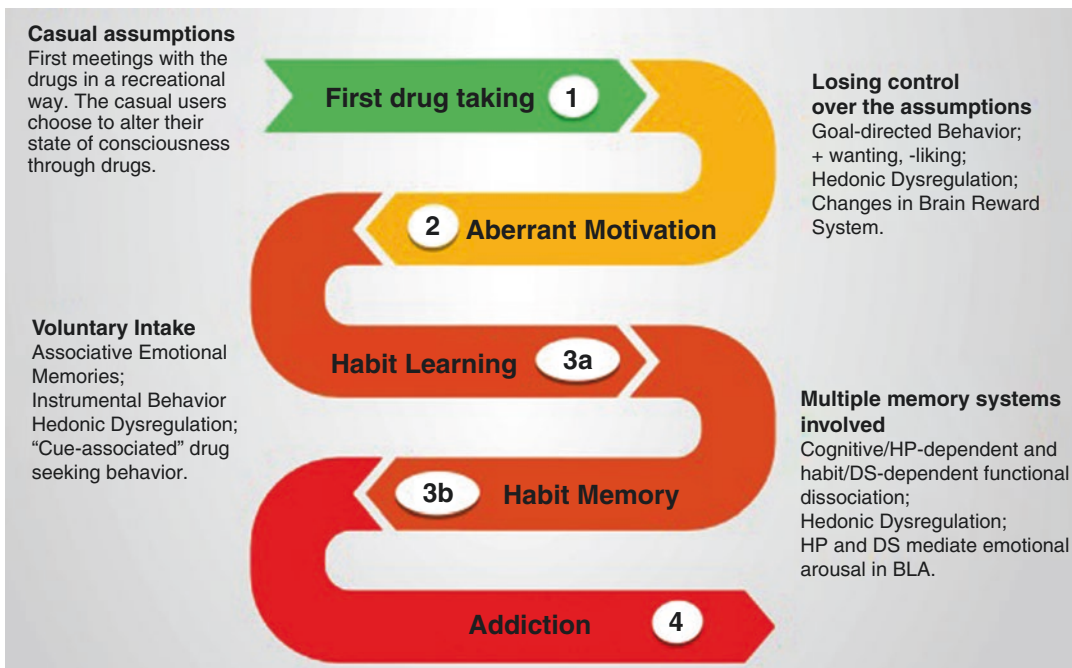 Casual assumptions
First meetings with the
drugs in a recreational
way. The casual users
choose to alter their
state of consciousness
through drugs.
First drug taking 1
Losing control
over the assumptions
Goal-directed Behavior;
+ wanting, -liking;
Hedonic Dysregulation;
Changes in Brain Reward
System.
2 Aberrant Motivation
Voluntary Intake
Associative Emotional
Memories;
Instrumental Behavior
Hedonic Dysregulation;
“Cue-associated” drug
seeking behavior.
Habit Learning 3a
Multiple memory systems
involved
Cognitive/HP-dependent and
habit/DS-dependent functional
dissociation;
Hedonic Dysregulation;
HP and DS mediate emotional
arousal in BLA.
3b Habit Memory
Addiction 4